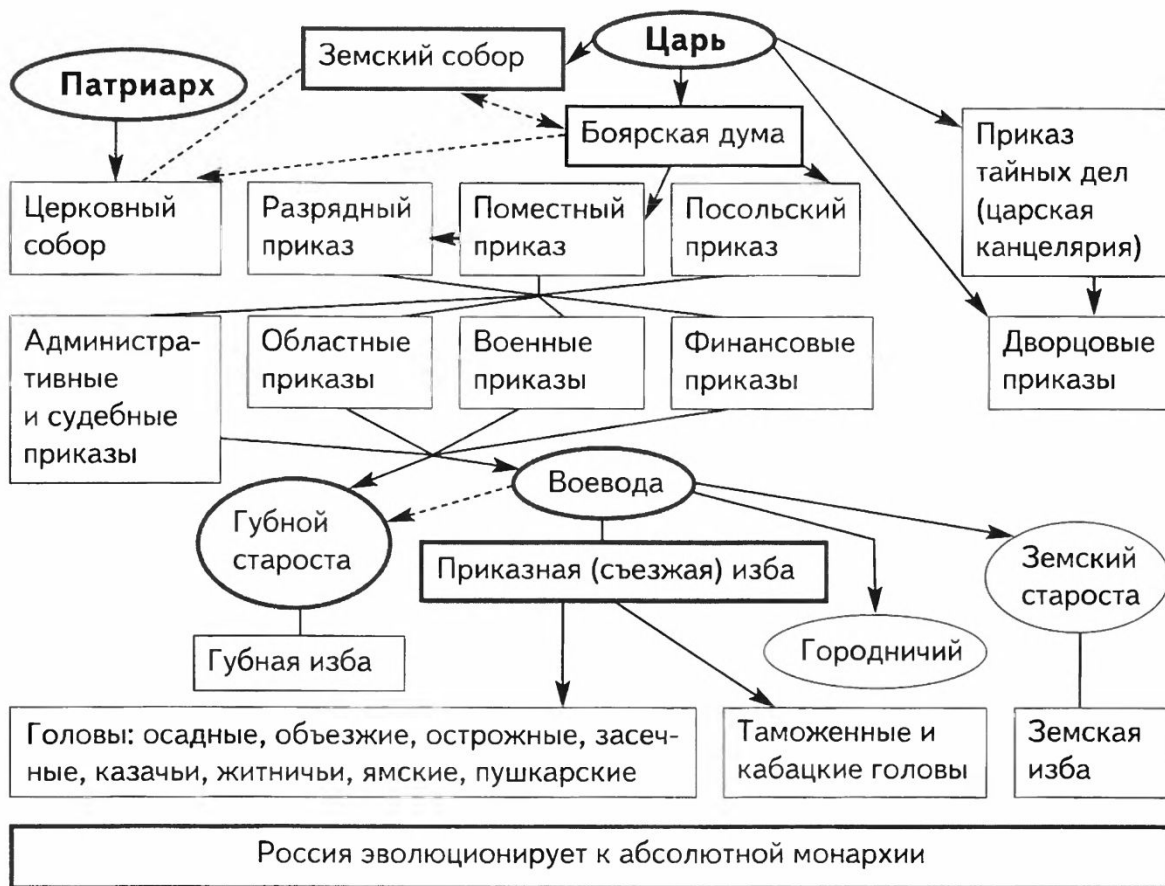 Царь
Земский собор
Патриарх
Боярская дума
Приказ
тайных дел
(царская
канцелярия)
Церковный
собор
Разрядный
приказ
Поместный
приказ
Посольский
приказ
Администра-
тивные
и судебные
приказы
Областные
приказы
Военные
приказы
Финансовые
приказы
Дворцовые
приказы
Воевода
Губной
староста
Приказная (съезжая) изба
Земский
староста
Губная изба
Городничий
Головы: осадные, объезжие, острожные, засеч-
ные, казачьи, житничьи, ямские, пушкарские
Таможенные и
кабацкие головы
Земская
изба
Россия эволюционирует к абсолютной монархии